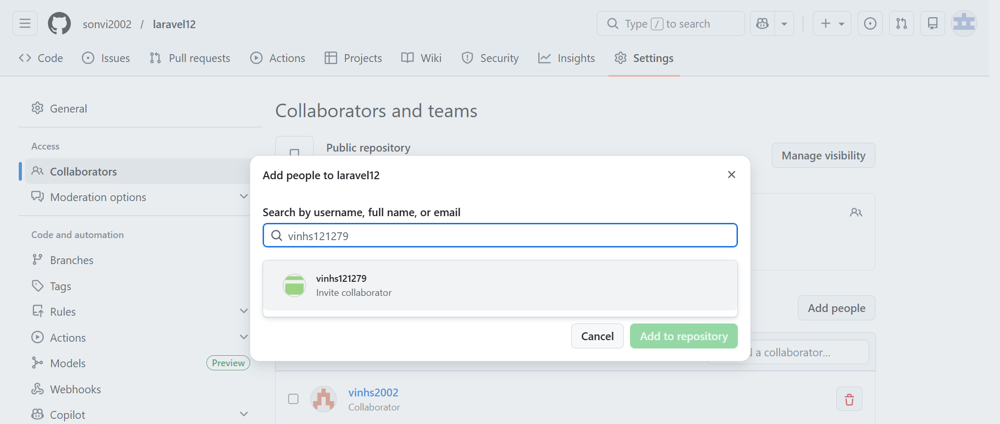 sonvi2002 / laravel12
Type / to search
Code Issues Pull requests Actions Projects Wiki Security Insights Settings
General
Access
Collaborators
Moderation options
Code and automation
Branches
Tags
Rules
Actions
Models Preview
Webhooks
Copilot
Collaborators and teams
Public repository
Manage visibility
Add people to laravel12
Search by username, full name, or email
vinhs121279
vinhs121279
Invite collaborator
Cancel Add to repository
Add people
a collaborator...
vinhs2002
Collaborator